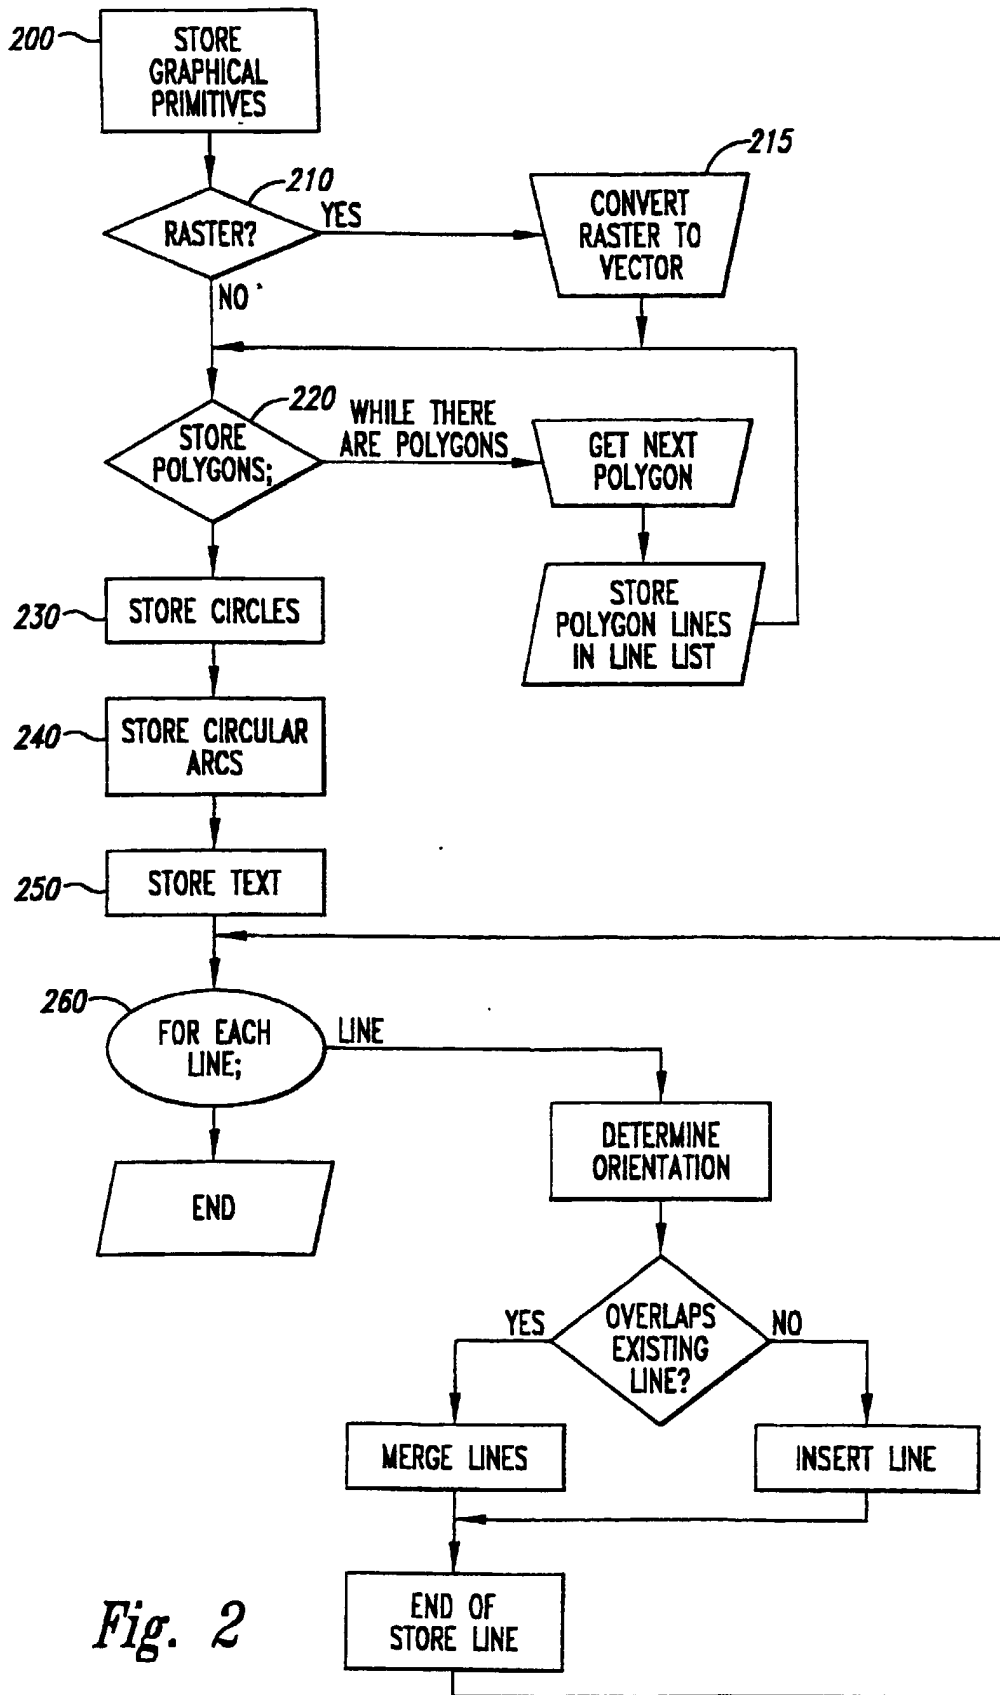 200
STORE
GRAPHICAL
PRIMITIVES
210
RASTER?
YES
215
CONVERT
RASTER TO
VECTOR
NO
220
STORE
POLYGONS;
WHILE THERE
ARE POLYGONS
GET NEXT
POLYGON
STORE
POLYGON LINES
IN LINE LIST
230
STORE CIRCLES
240
STORE CIRCULAR
ARCS
250
STORE TEXT
260
FOR EACH
LINE;
LINE
END
DETERMINE
ORIENTATION
YES
OVERLAPS
EXISTING
LINE?
NO
MERGE LINES
INSERT LINE
END OF
STORE LINE
Fig. 2